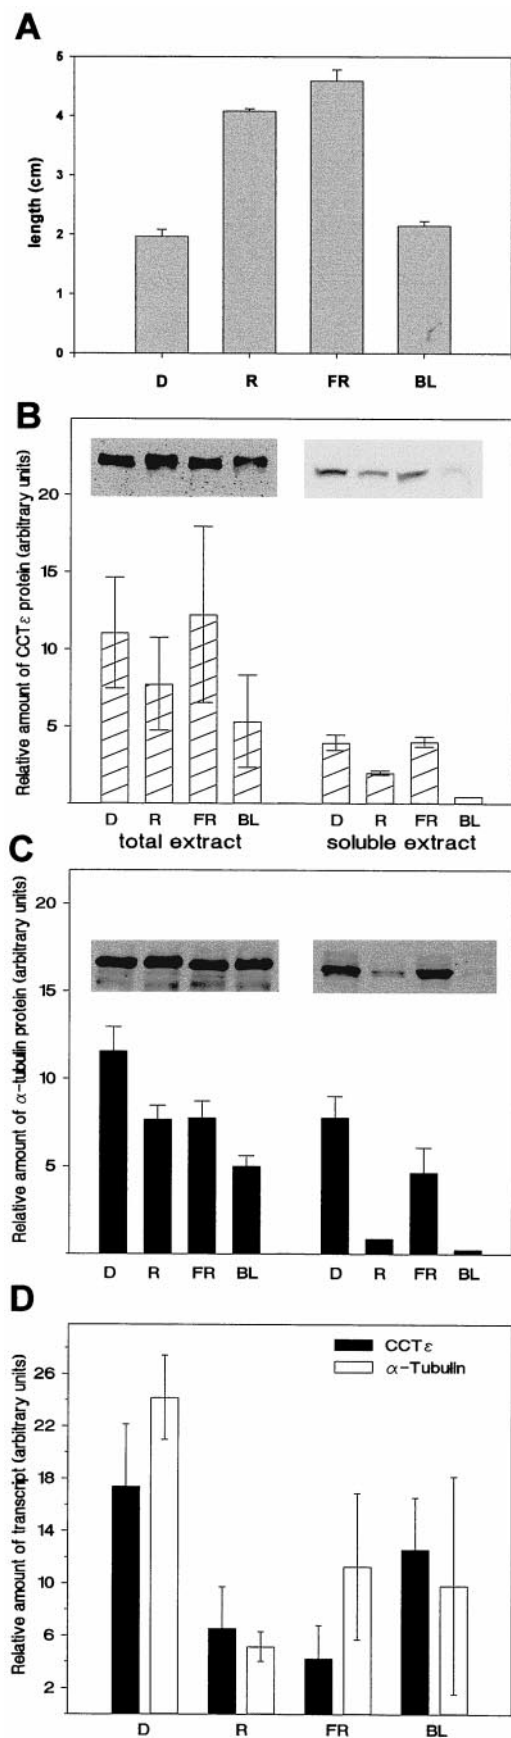 A
length (cm)
5
4
3
2
1
0
D R FR BL
B
Relative amount of CCTε protein (arbitrary units)
20
15
10
5
D R FR BL D R FR BL
total extract soluble extract
C
Relative amount of α-tubulin protein (arbitrary units)
20
15
10
5
D R FR BL D R FR BL
D
Relative amount of transcript (arbitrary units)
CCTε
α-Tubulin
26
22
18
14
10
6
2
D R FR BL